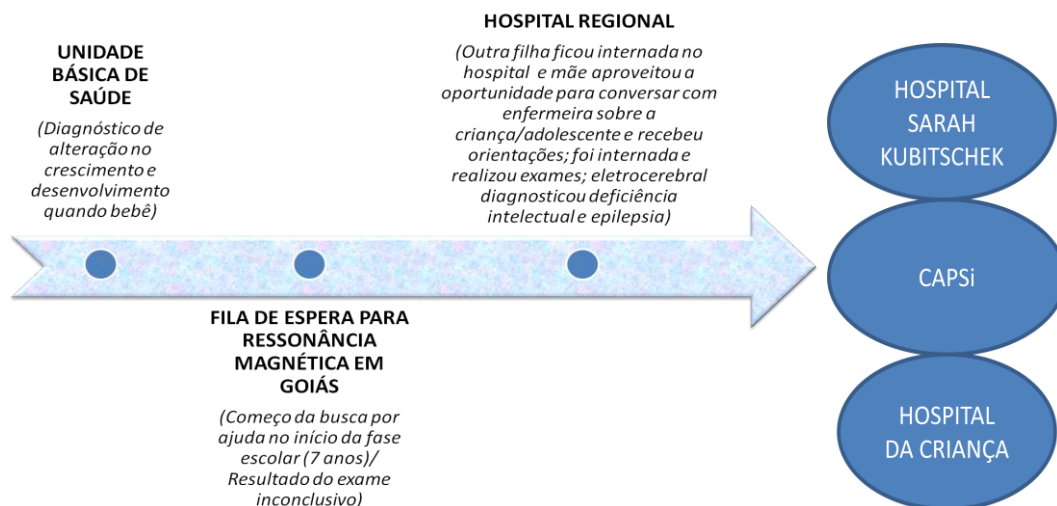 UNIDADE
BÁSICA DE
SAÚDE
(Diagnóstico de
alteração no
crescimento e
desenvolvimento
quando bebê)
FILA DE ESPERA PARA
RESSONÂNCIA
MAGNÉTICA EM
GOIÁS
(Começo da busca por
ajuda no início da fase
escolar (7 anos)/
Resultado do exame
inconclusivo)
HOSPITAL REGIONAL
(Outra filha ficou internada no
hospital e mãe aproveitou a
oportunidade para conversar com
enfermeira sobre a
criança/adolescente e recebeu
orientações; foi internada e
realizou exames; eletrocerebral
diagnosticou deficiência
intelectual e epilepsia)
HOSPITAL
SARAH
KUBITSCHEK
CAPSi
HOSPITAL
DA CRIANÇA